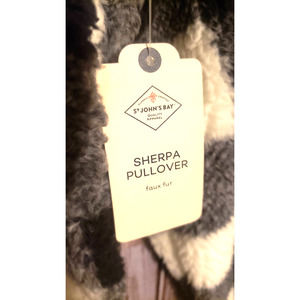 ST JOHN'S BAY
QUALITY
APPAREL
SHERPA
PULLOVER
faux fur